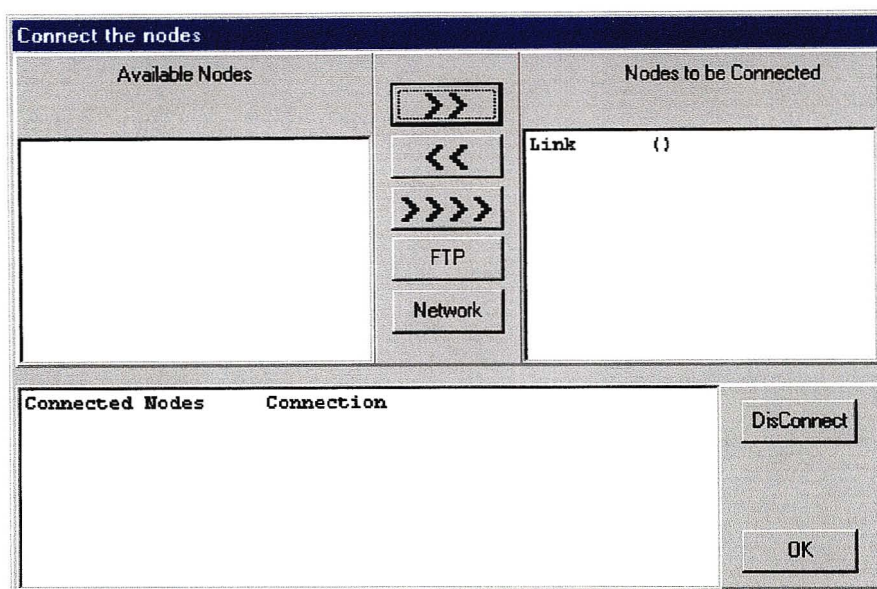 Connect the nodes
Available Nodes
Nodes to be Connected
>>
<<
>>>>
FTP
Network
Link ()
Connected Nodes Connection
DisConnect
OK